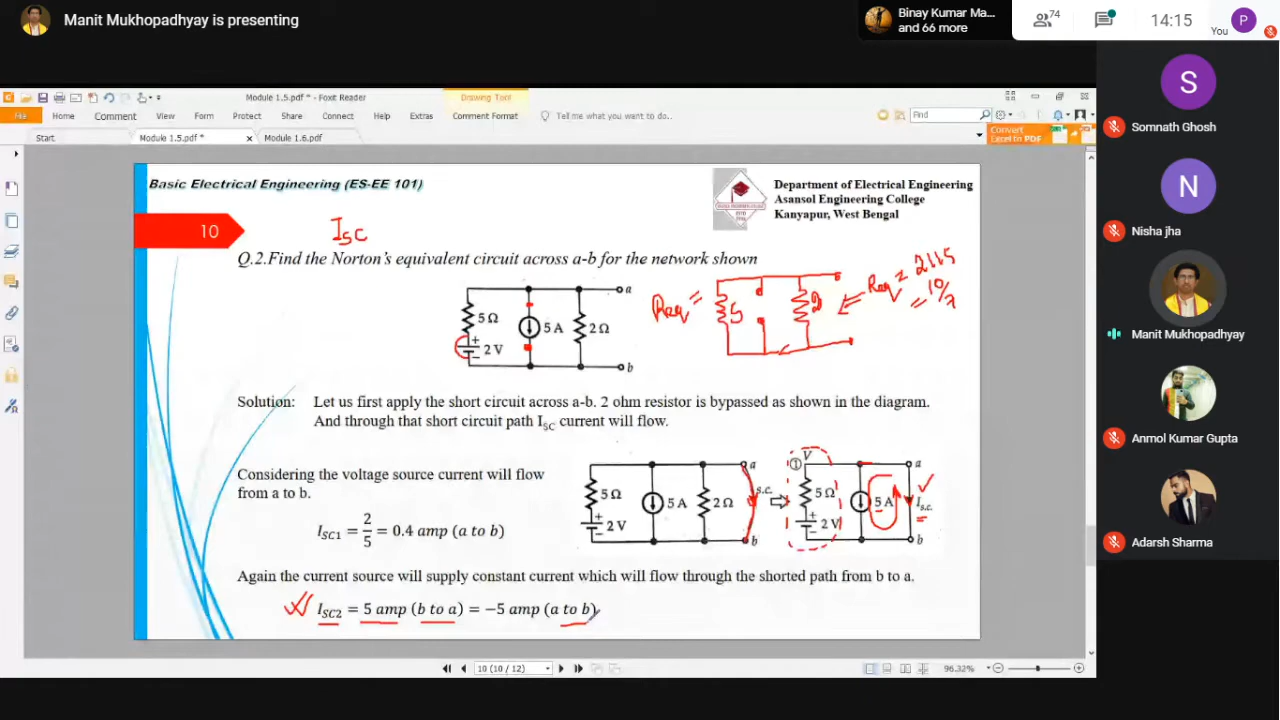 Manit Mukhopadhyay is presenting
Binay Kumar Ma...
and 66 more
74
14:15
You
P
Module 1.5.pdf * - Foxit Reader
Drawing Tool
File
Home
Comment
View
Form
Protect
Share
Connect
Help
Extras
Comment Format
Tell me what you want to do..
Find
Start
Module 1.5.pdf *
Module 1.6.pdf
Convert
Excel to PDF
Basic Electrical Engineering (ES-EE 101)
Department of Electrical Engineering
Asansol Engineering College
Kanyapur, West Bengal
10
ISC
Q.2.Find the Norton's equivalent circuit across a-b for the network shown
a
5 Ω
5 A
2 Ω
2 V
b
Req =
5
2
Req = 2||5
= 10/7
Solution: Let us first apply the short circuit across a-b. 2 ohm resistor is bypassed as shown in the diagram.
And through that short circuit path ISC current will flow.
Considering the voltage source current will flow
from a to b.
ISC1 = 2/5 = 0.4 amp (a to b)
a
5 Ω
5 A
2 Ω
s.c.
2 V
b
1
V
a
5 Ω
5 A
Is.c.
2 V
b
Again the current source will supply constant current which will flow through the shorted path from b to a.
ISC2 = 5 amp (b to a) = −5 amp (a to b)
10 (10 / 12)
96.32%
S
Somnath Ghosh
N
Nisha jha
Manit Mukhopadhyay
Anmol Kumar Gupta
Adarsh Sharma